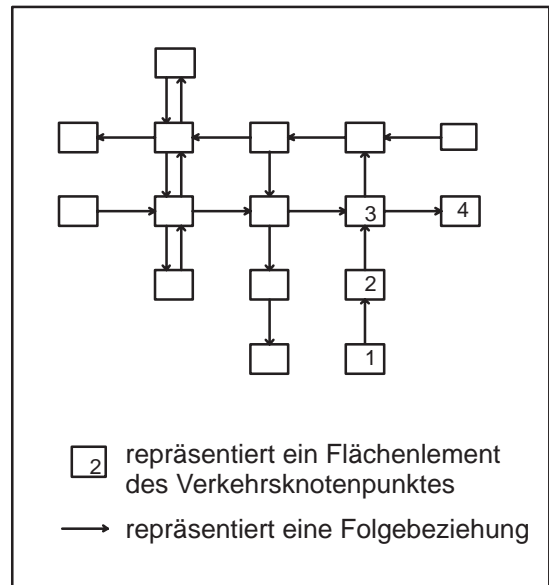 3
4
2
1
2
repräsentiert ein Flächenlement
des Verkehrsknotenpunktes
repräsentiert eine Folgebeziehung